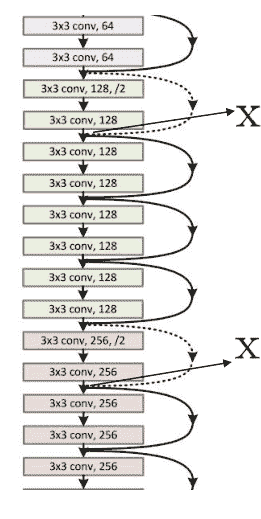 3x3 conv, 64
3x3 conv, 64
3x3 conv, 128, /2
3x3 conv, 128
X
3x3 conv, 128
3x3 conv, 128
3x3 conv, 128
3x3 conv, 128
3x3 conv, 128
3x3 conv, 128
3x3 conv, 256, /2
X
3x3 conv, 256
3x3 conv, 256
3x3 conv, 256
3x3 conv, 256